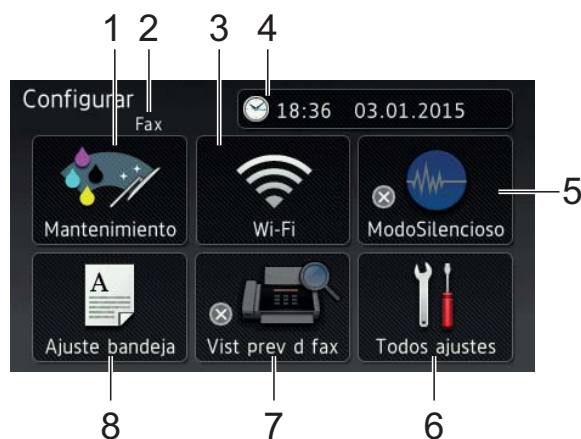 1 2 3 4
Configurar
Fax
18:36 03.01.2015
5
Mantenimiento Wi-Fi ModoSilencioso
A
Ajuste bandeja Vist prev d fax Todos ajustes
8 7 6